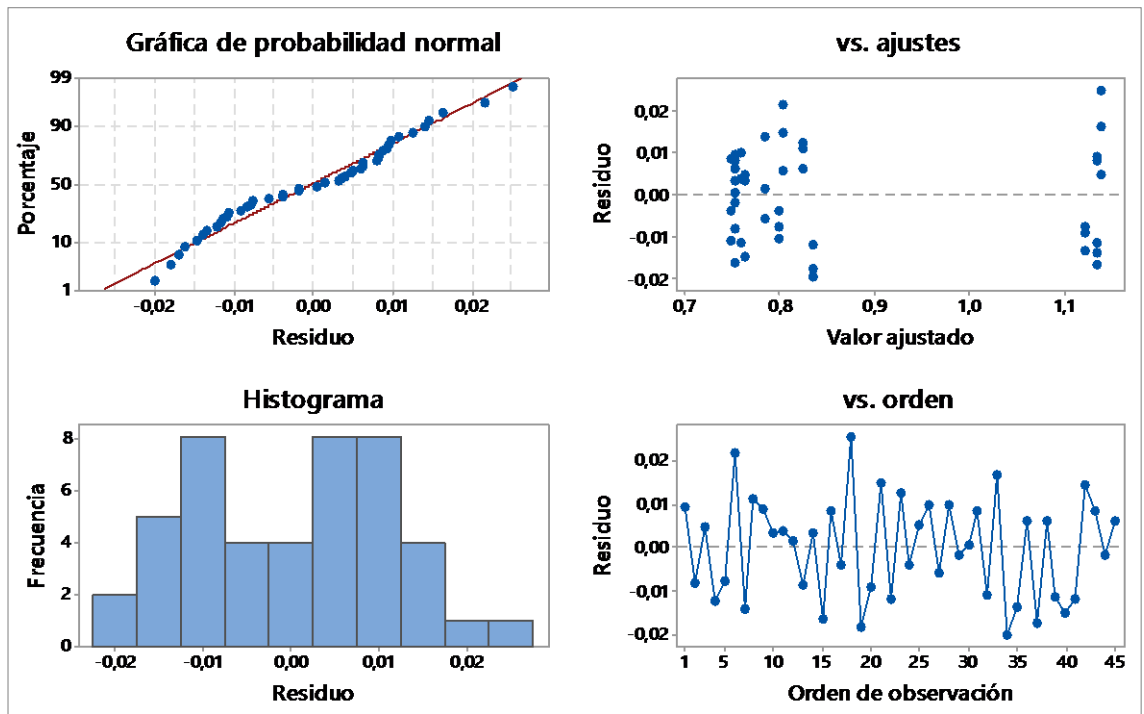 Gráfica de probabilidad normal
99
90
50
10
1
Porcentaje
-0,02 -0,01 0,00 0,01 0,02
Residuo
vs. ajustes
0,02
0,01
0,00
-0,01
-0,02
Residuo
0,7 0,8 0,9 1,0 1,1
Valor ajustado
Histograma
8
6
4
2
0
Frecuencia
-0,02 -0,01 0,00 0,01 0,02
Residuo
vs. orden
0,02
0,01
0,00
-0,01
-0,02
Residuo
1 5 10 15 20 25 30 35 40 45
Orden de observación